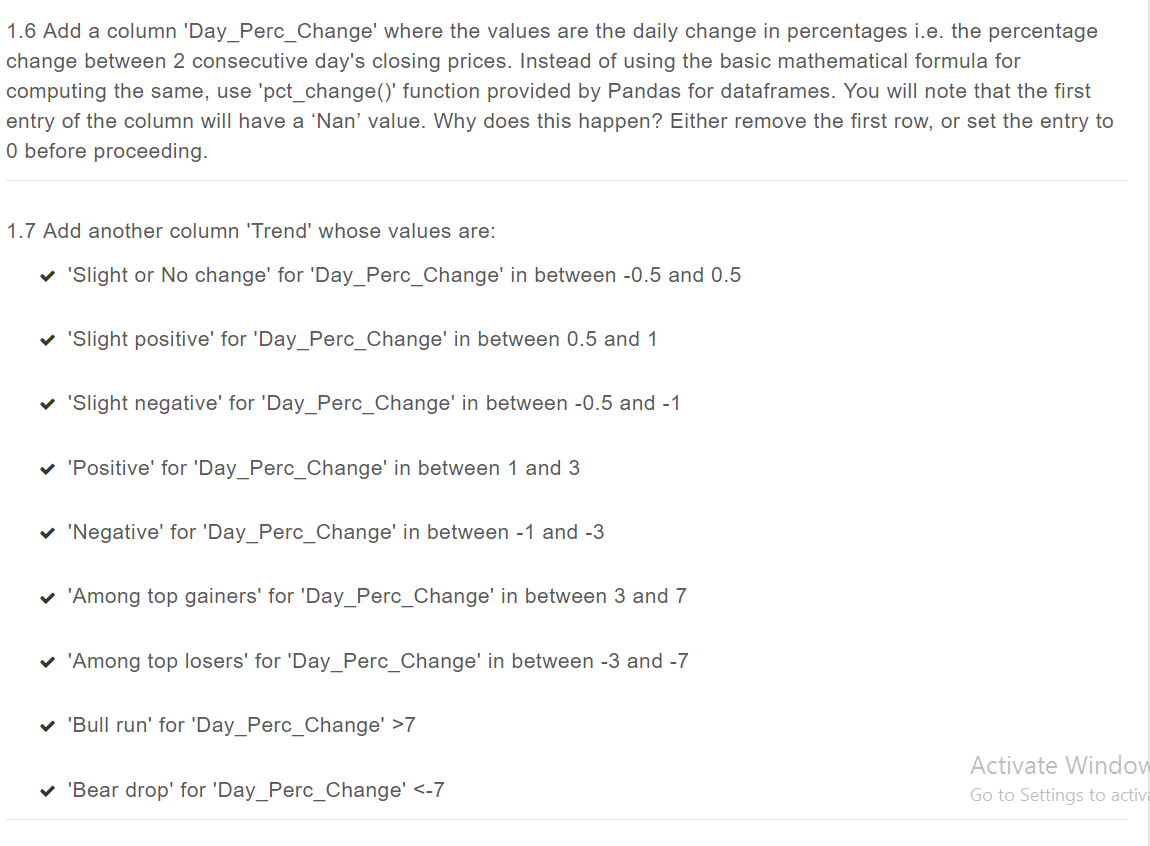 1.6 Add a column 'Day_Perc_Change' where the values are the daily change in percentages i.e. the percentage
change between 2 consecutive day's closing prices. Instead of using the basic mathematical formula for
computing the same, use 'pct_change()' function provided by Pandas for dataframes. You will note that the first
entry of the column will have a ‘Nan’ value. Why does this happen? Either remove the first row, or set the entry to
0 before proceeding.
1.7 Add another column 'Trend' whose values are:
'Slight or No change' for 'Day_Perc_Change' in between -0.5 and 0.5
'Slight positive' for 'Day_Perc_Change' in between 0.5 and 1
'Slight negative' for 'Day_Perc_Change' in between -0.5 and -1
'Positive' for 'Day_Perc_Change' in between 1 and 3
'Negative' for 'Day_Perc_Change' in between -1 and -3
'Among top gainers' for 'Day_Perc_Change' in between 3 and 7
'Among top losers' for 'Day_Perc_Change' in between -3 and -7
'Bull run' for 'Day_Perc_Change' >7
'Bear drop' for 'Day_Perc_Change' <-7
Activate Window
Go to Settings to activa